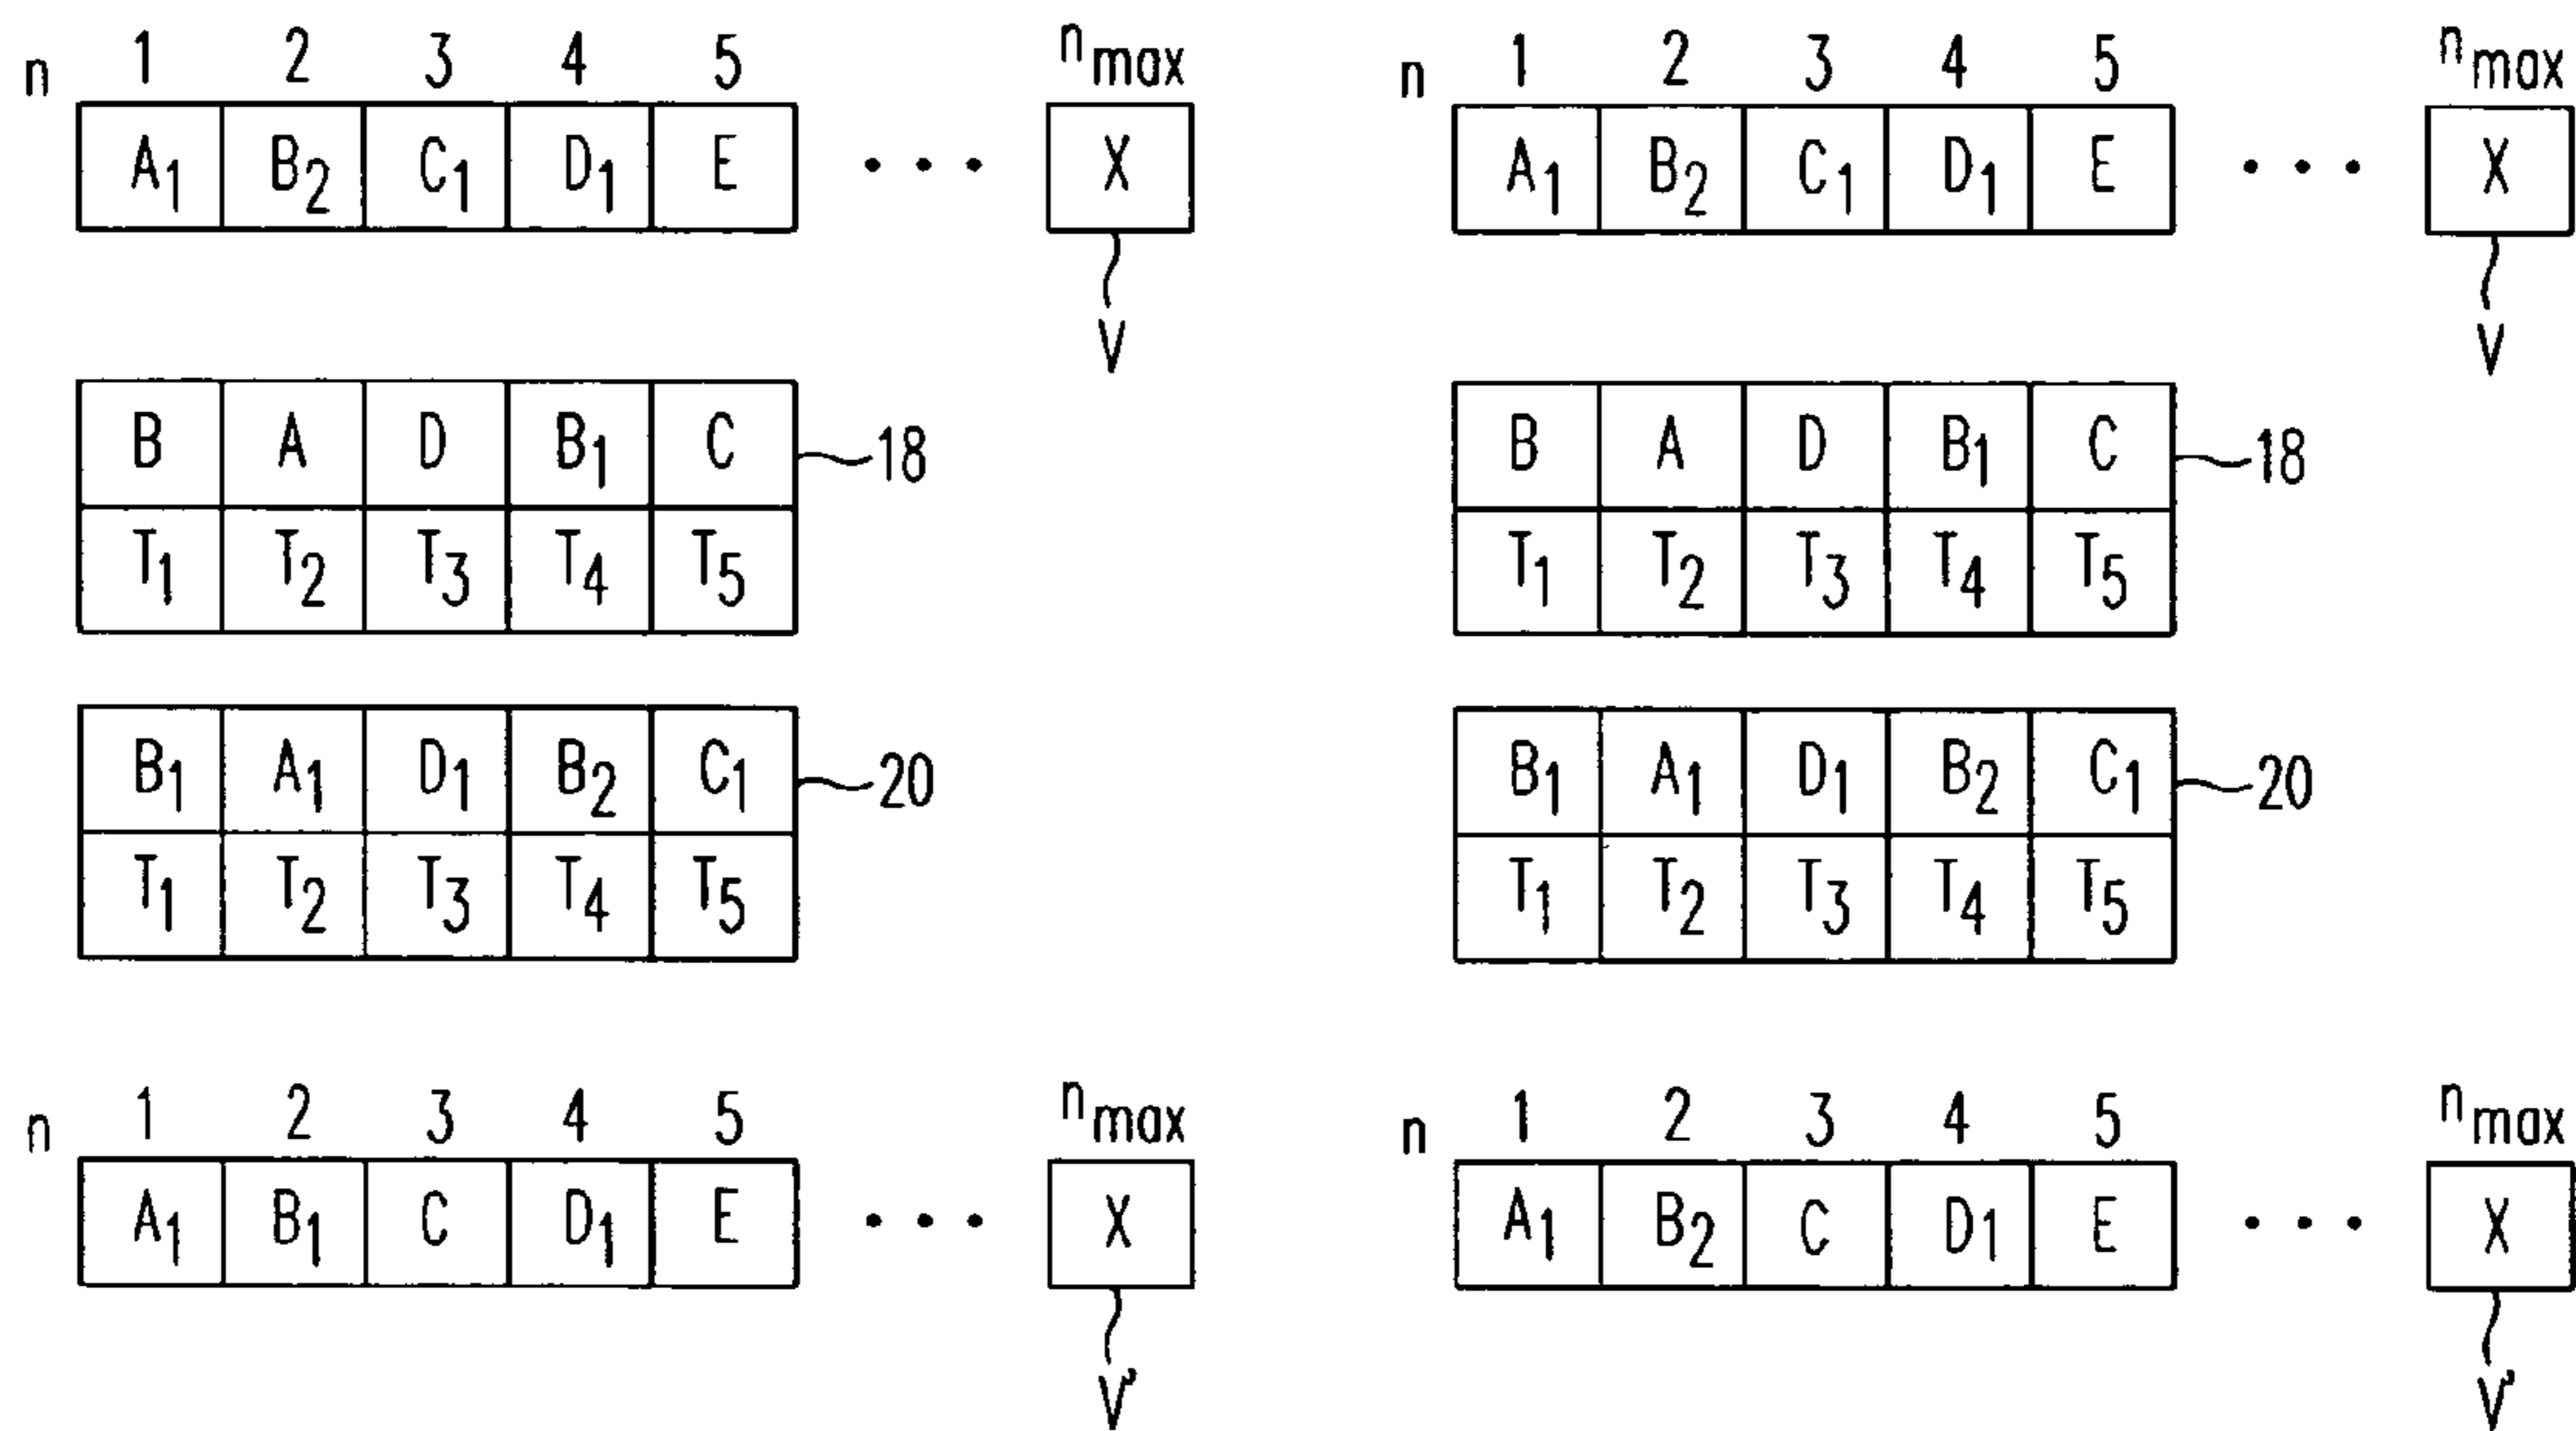 n 1 2 3 4 5 nmax
A1 B2 C1 D1 E • • • X
V
B A D B1 C 18
T1 T2 T3 T4 T5
B1 A1 D1 B2 C1 20
T1 T2 T3 T4 T5
n 1 2 3 4 5 nmax
A1 B1 C D1 E • • • X
V'
n 1 2 3 4 5 nmax
A1 B2 C1 D1 E • • • X
V
B A D B1 C 18
T1 T2 T3 T4 T5
B1 A1 D1 B2 C1 20
T1 T2 T3 T4 T5
n 1 2 3 4 5 nmax
A1 B2 C D1 E • • • X
V'